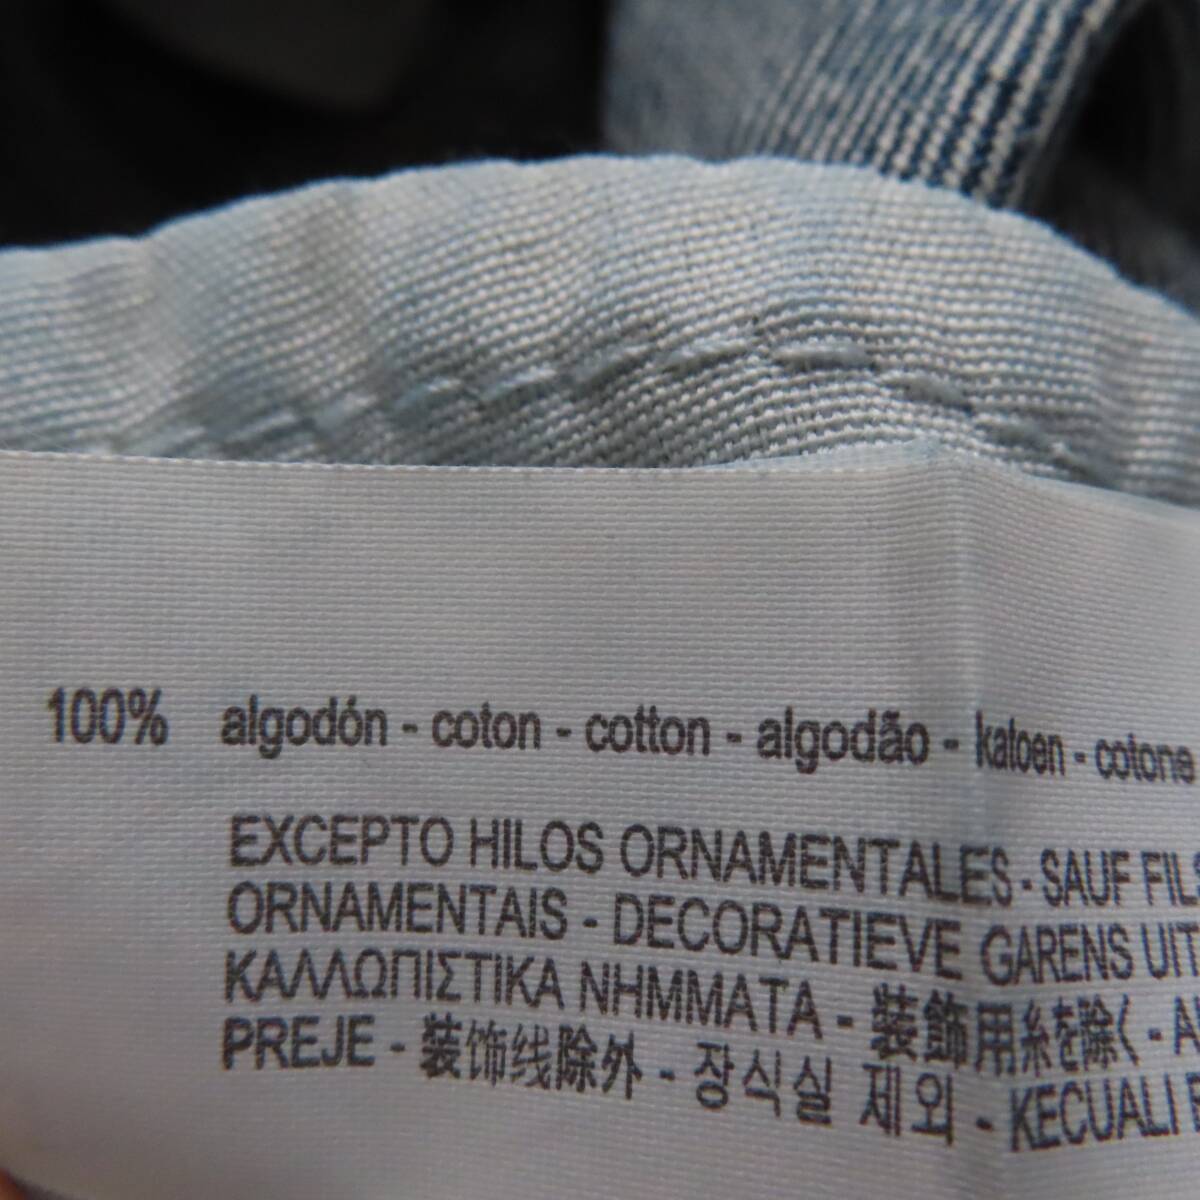 100% algodón - coton - cotton - algodão - katoen - cotone
EXCEPTO HILOS ORNAMENTALES - SAUF FILS
ORNAMENTAIS - DECORATIEVE GARENS UIT
ΚΑΛΛΩΠΙΣΤΙΚΑ ΝΗΜΜΑΤΑ - 装飾用糸を除く - A
PREJE - 装饰线除外 - 장식실 제외 - KECUALI